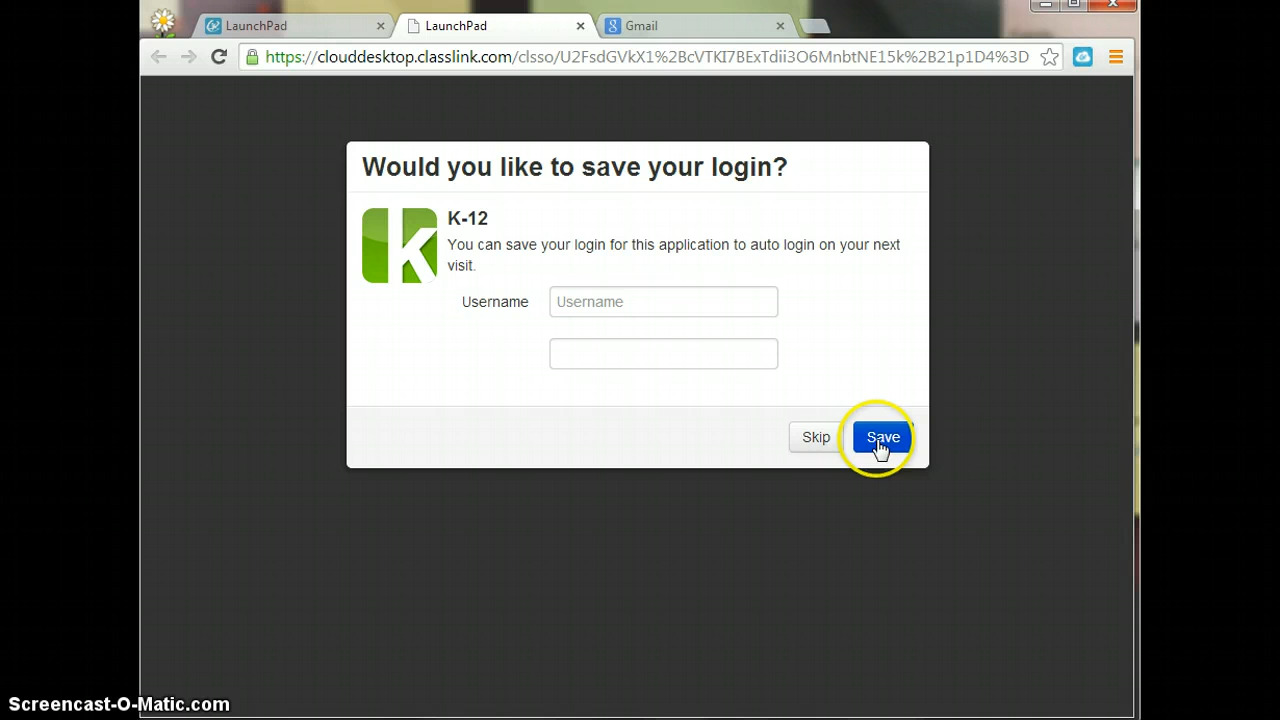 LaunchPad
LaunchPad
Gmail
https://clouddesktop.classlink.com/clsso/U2FsdGVkX1%2BcVTKI7BExTdii3O6MnbtNE15k%2B21p1D4%3D
Would you like to save your login?
K-12
You can save your login for this application to auto login on your next
visit.
Username
Username
Skip
Save
Screencast-O-Matic.com